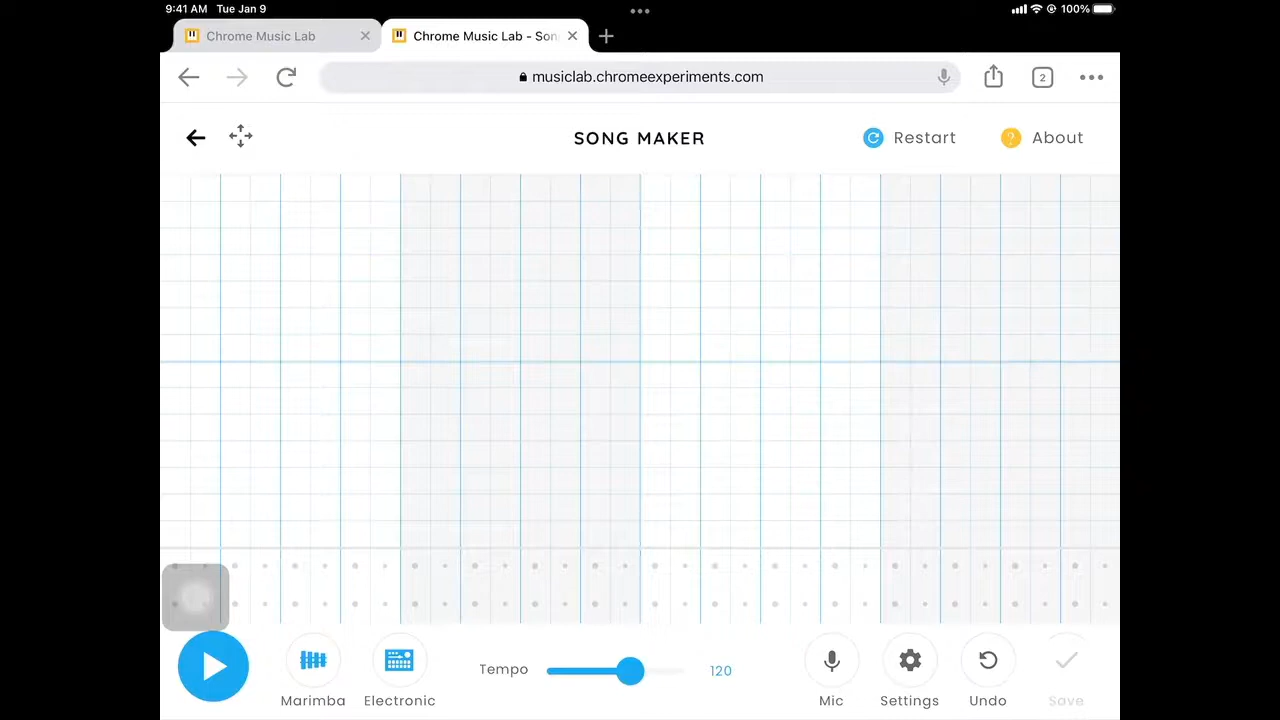 9:41 AM Tue Jan 9
100%
Chrome Music Lab
Chrome Music Lab - Son
musiclab.chromeexperiments.com
2
SONG MAKER
Restart
? About
Tempo
120
Marimba
Electronic
Mic
Settings
Undo
Save